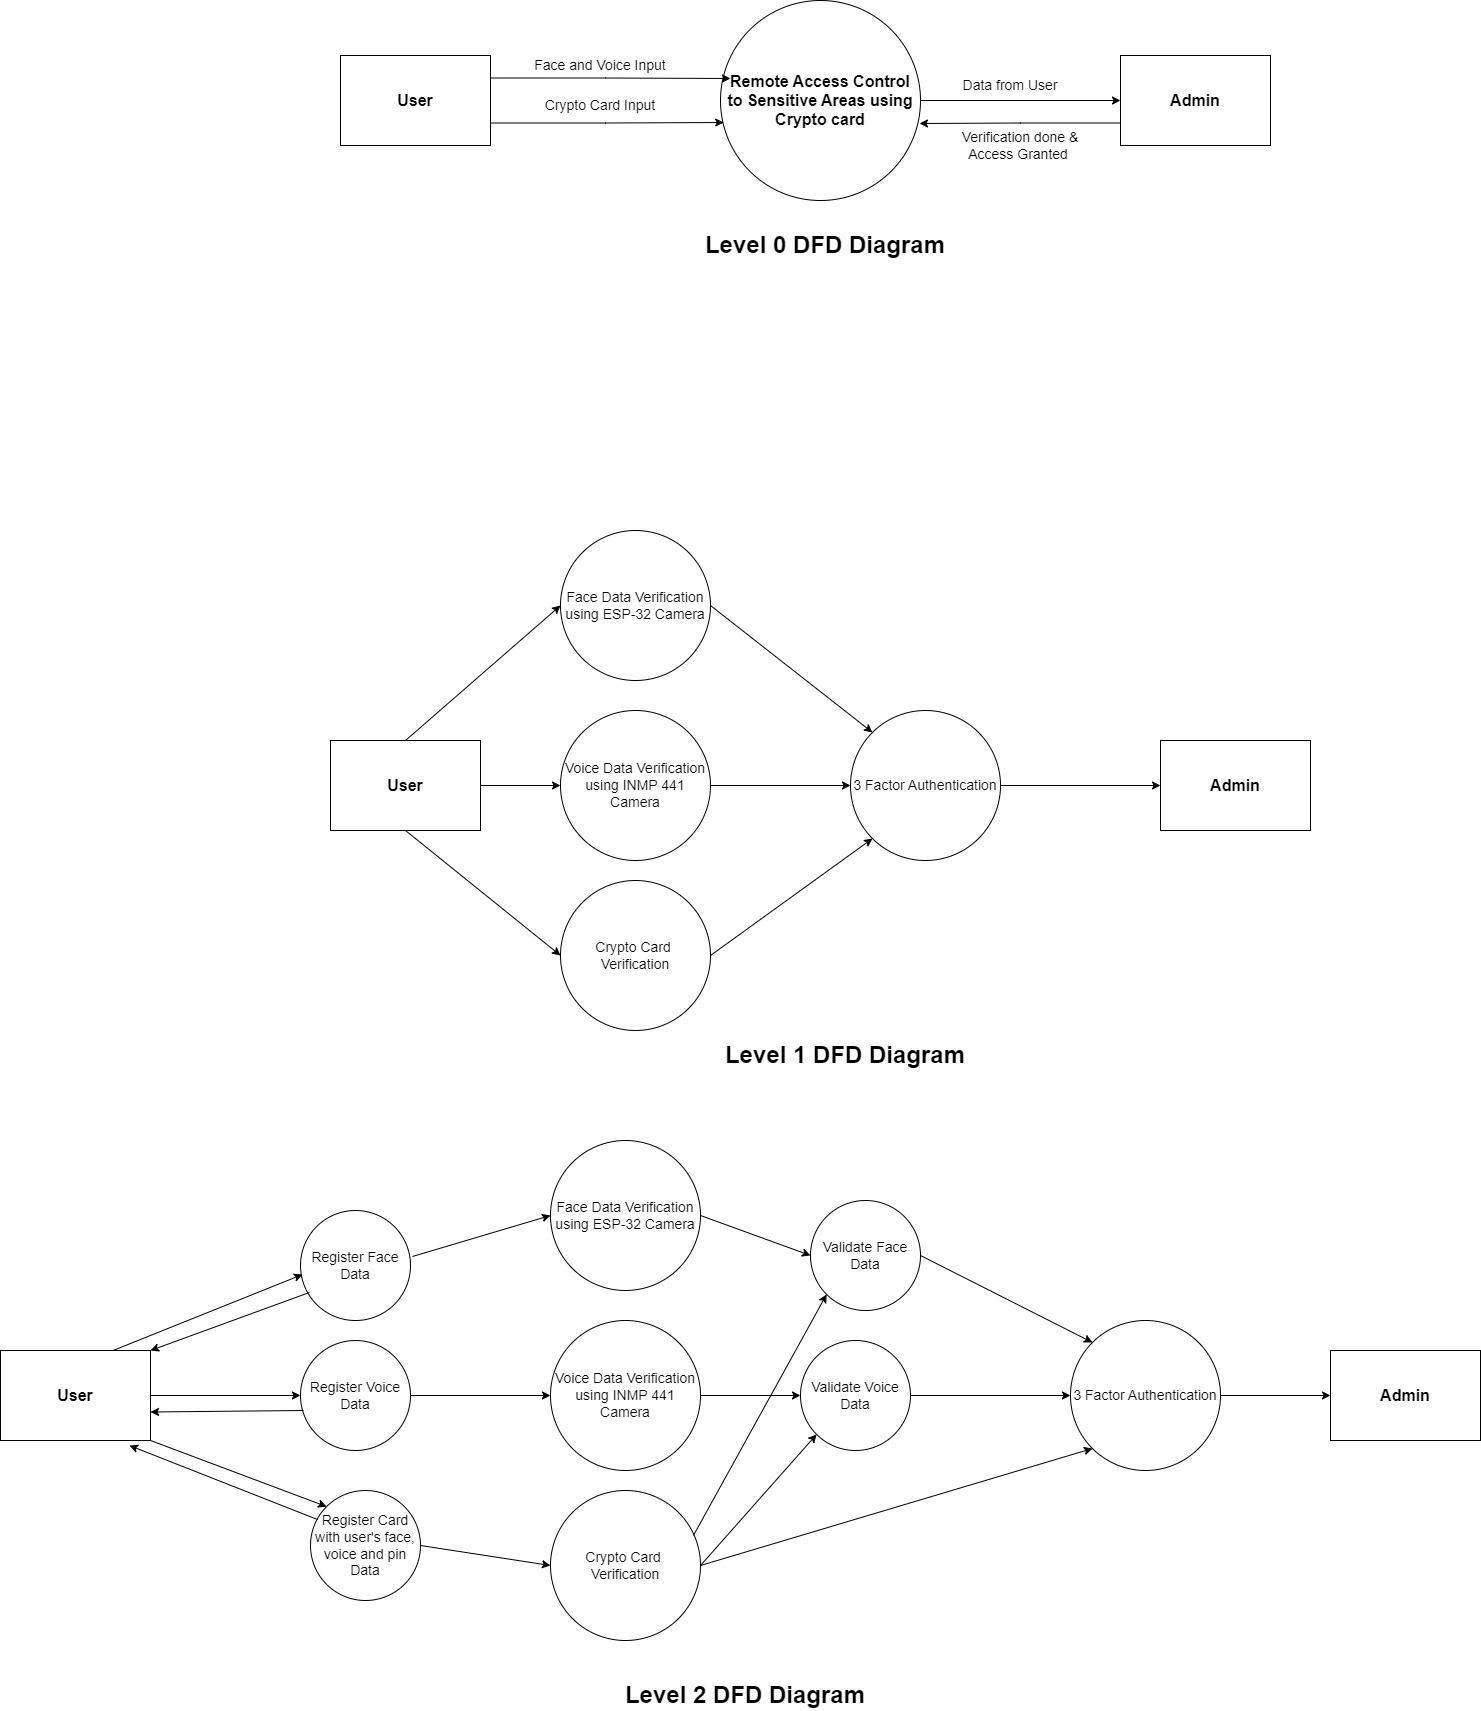 Face and Voice Input
Crypto Card Input
User
Remote Access Control
to Sensitive Areas using
Crypto card
Data from User
Verification done &
Access Granted
Admin
Level 0 DFD Diagram
Face Data Verification
using ESP-32 Camera
User
Voice Data Verification
using INMP 441
Camera
3 Factor Authentication
Admin
Crypto Card
Verification
Level 1 DFD Diagram
Face Data Verification
using ESP-32 Camera
Register Face
Data
Validate Face
Data
User
Register Voice
Data
Voice Data Verification
using INMP 441
Camera
Validate Voice
Data
3 Factor Authentication
Admin
Register Card
with user's face,
voice and pin
Data
Crypto Card
Verification
Level 2 DFD Diagram